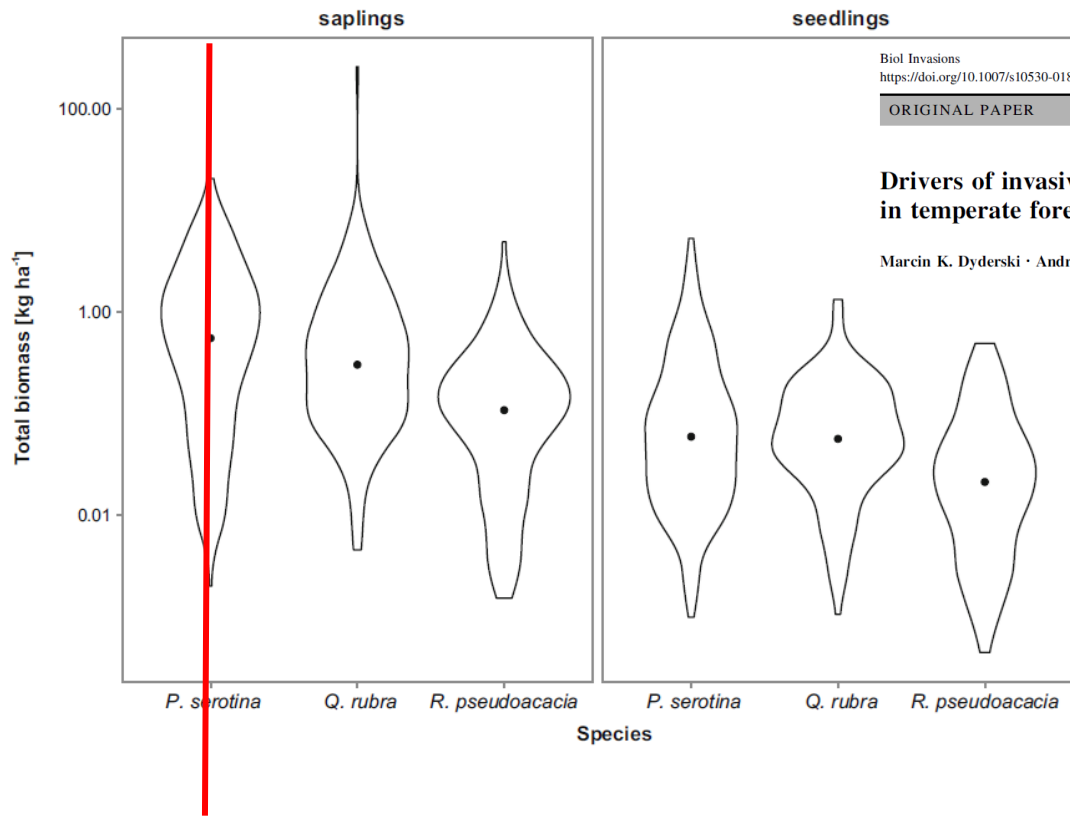 saplings
seedlings
Biol Invasions
https://doi.org/10.1007/s10530-018
ORIGINAL PAPER
Drivers of invasiv
in temperate fore
Marcin K. Dyderski · Andr
Total biomass [kg ha⁻¹]
100.00
1.00
0.01
P. serotina
Q. rubra
R. pseudoacacia
P. serotina
Q. rubra
R. pseudoacacia
Species